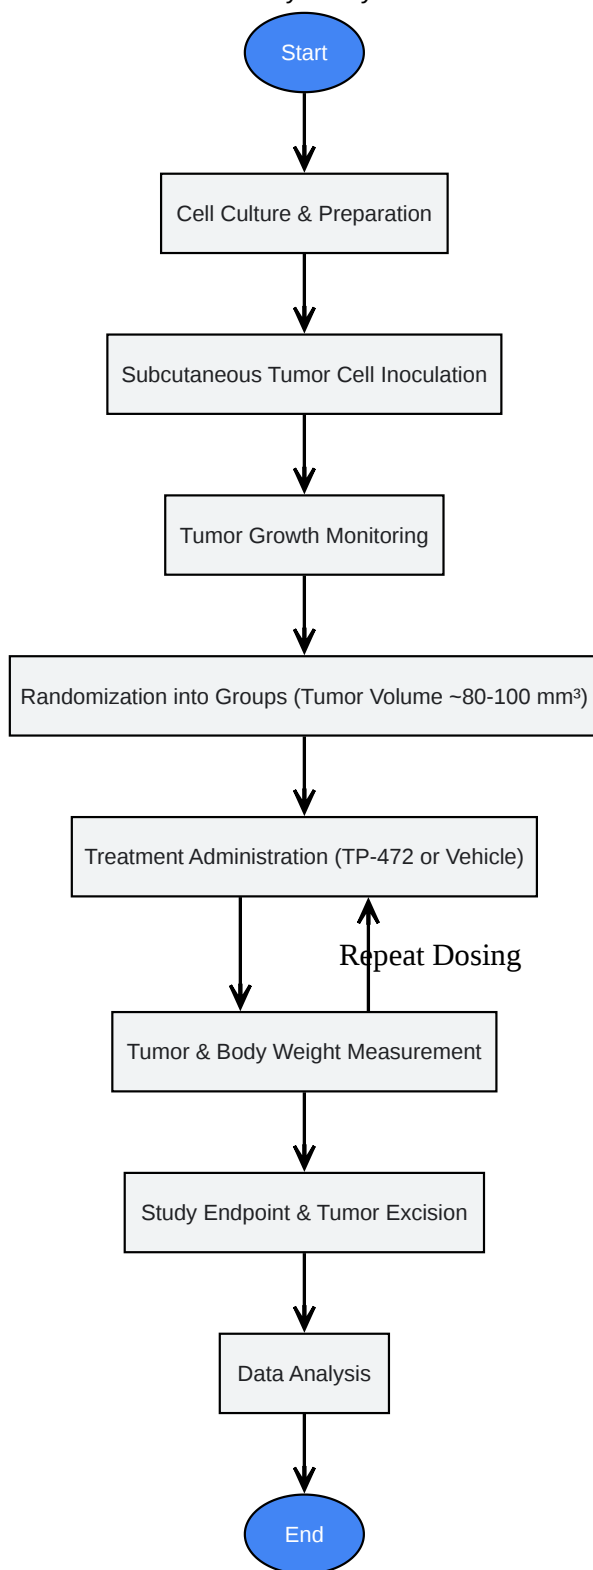 Start
Cell Culture & Preparation
Subcutaneous Tumor Cell Inoculation
Tumor Growth Monitoring
Randomization into Groups (Tumor Volume ~80-100 mm³)
Treatment Administration (TP-472 or Vehicle)
Repeat Dosing
Tumor & Body Weight Measurement
Study Endpoint & Tumor Excision
Data Analysis
End